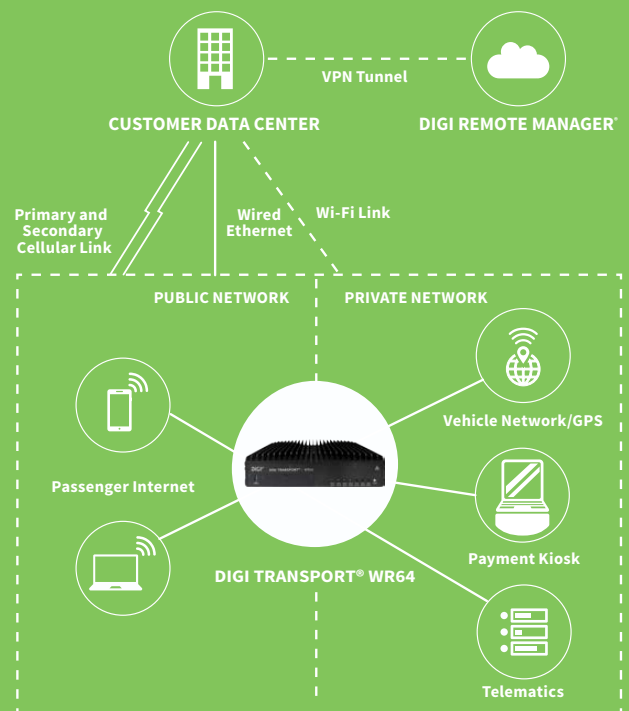 VPN Tunnel
CUSTOMER DATA CENTER
DIGI REMOTE MANAGER®
Primary and
Secondary
Cellular Link
Wired
Ethernet
Wi-Fi Link
PUBLIC NETWORK
PRIVATE NETWORK
Vehicle Network/GPS
Passenger Internet
DIGI
Payment Kiosk
DIGI TRANSPORT® WR64
Telematics